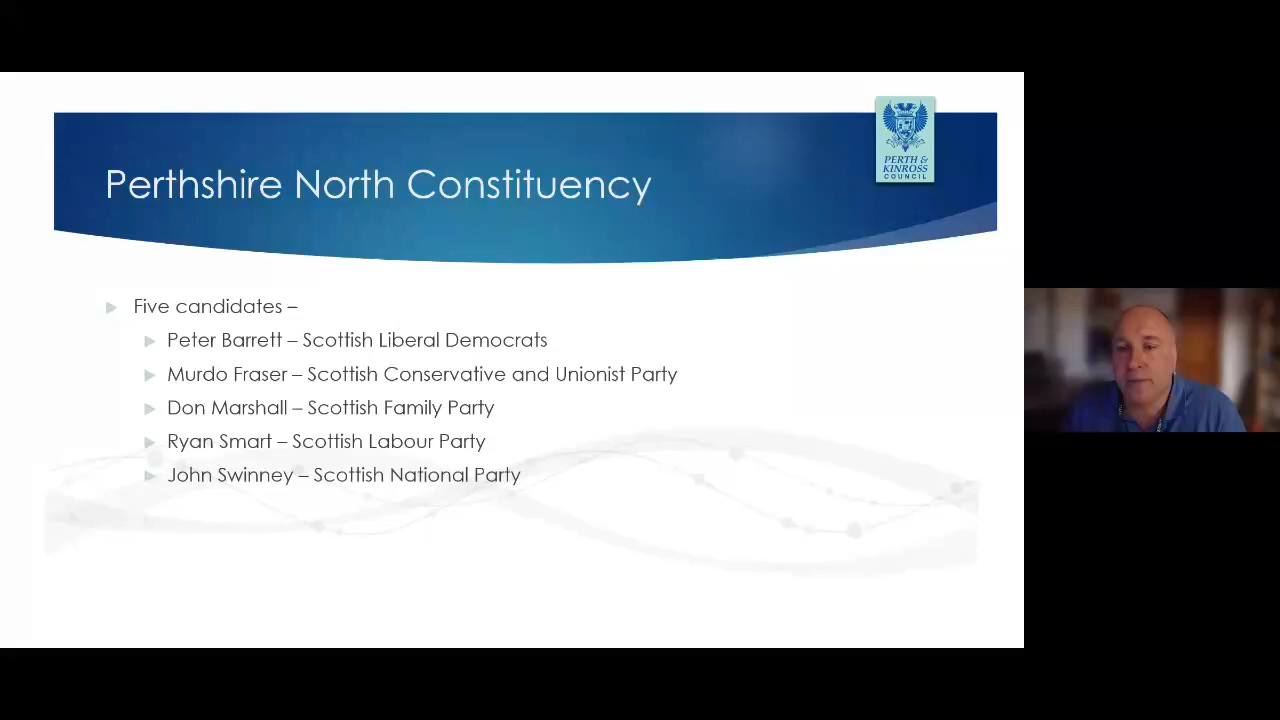 PERTH &
KINROSS
COUNCIL
Perthshire North Constituency
Five candidates –
Peter Barrett – Scottish Liberal Democrats
Murdo Fraser – Scottish Conservative and Unionist Party
Don Marshall – Scottish Family Party
Ryan Smart – Scottish Labour Party
John Swinney – Scottish National Party